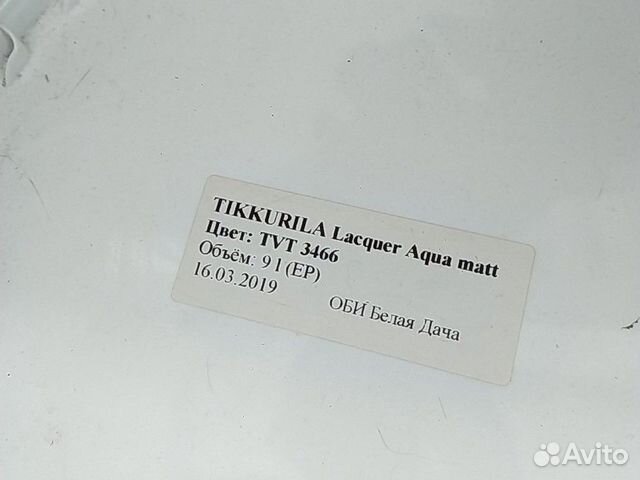 TIKKURILA Lacquer Aqua matt
Цвет: TVT 3466
Объём: 9 l (EP)
16.03.2019
ОБИ Белая Дача
Avito